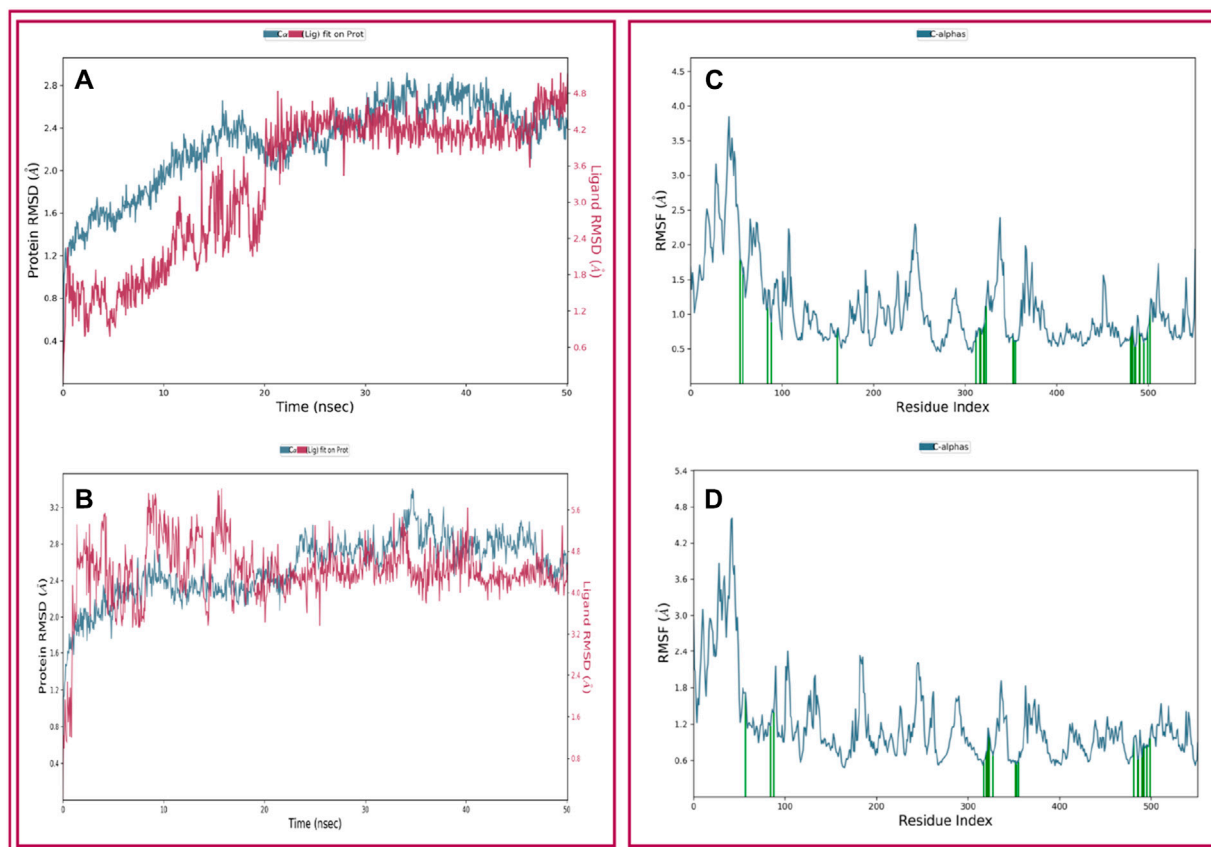 Cα (Lig) fit on Prot
A
Protein RMSD (Å)
2.8
2.4
2.0
1.6
1.2
0.8
0.4
4.8
4.2
3.6
3.0
2.4
1.8
1.2
0.6
Ligand RMSD (Å)
0 10 20 30 40 50
Time (nsec)
Cα (Lig) fit on Prot
B
Protein RMSD (Å)
3.2
2.8
2.4
2.0
1.6
1.2
0.8
0.4
5.6
4.8
4.0
3.2
2.4
1.6
0.8
Ligand RMSD (Å)
0 10 20 30 40 50
Time (nsec)
C-alphas
C
RMSF (Å)
4.5
4.0
3.5
3.0
2.5
2.0
1.5
1.0
0.5
0 100 200 300 400 500
Residue Index
C-alphas
D
RMSF (Å)
5.4
4.8
4.2
3.6
3.0
2.4
1.8
1.2
0.6
0 100 200 300 400 500
Residue Index